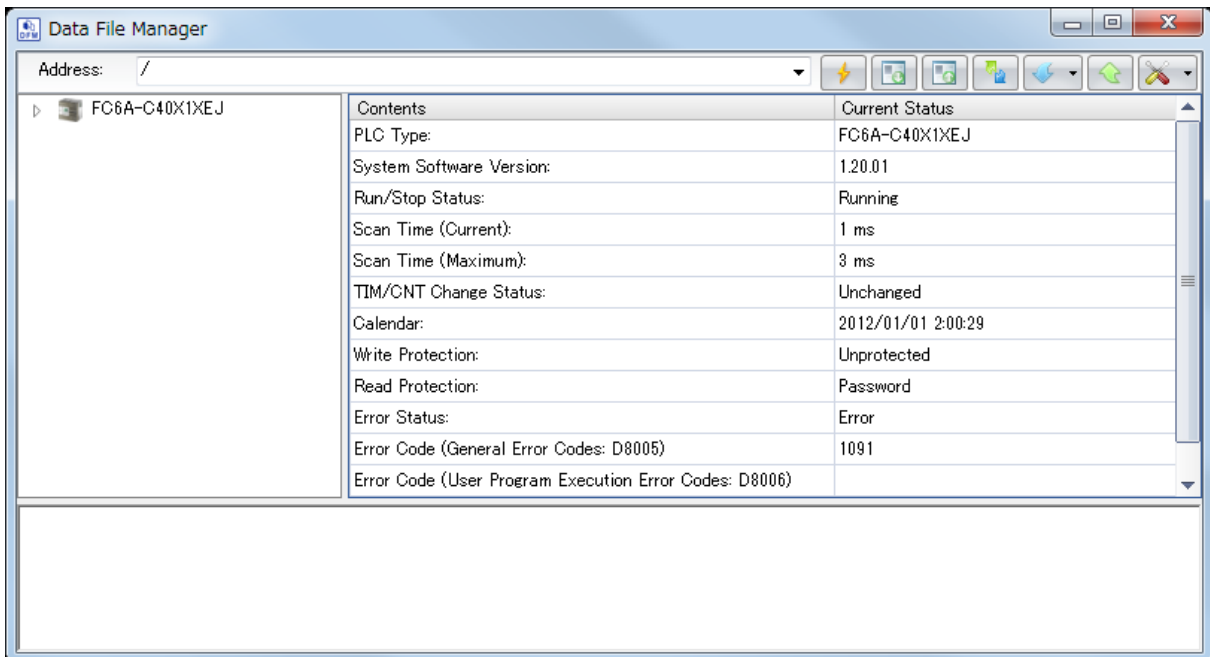 DFM Data File Manager
Address: /
FC6A-C40X1XEJ
Contents Current Status
PLC Type: FC6A-C40X1XEJ
System Software Version: 1.20.01
Run/Stop Status: Running
Scan Time (Current): 1 ms
Scan Time (Maximum): 3 ms
TIM/CNT Change Status: Unchanged
Calendar: 2012/01/01 2:00:29
Write Protection: Unprotected
Read Protection: Password
Error Status: Error
Error Code (General Error Codes: D8005) 1091
Error Code (User Program Execution Error Codes: D8006)